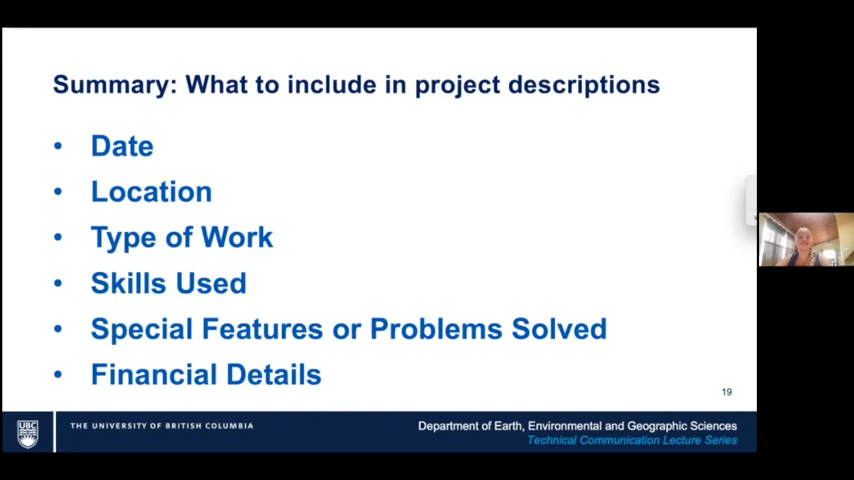 Summary: What to include in project descriptions
• Date
• Location
• Type of Work
• Skills Used
• Special Features or Problems Solved
• Financial Details
19
UBC
THE UNIVERSITY OF BRITISH COLUMBIA
Department of Earth, Environmental and Geographic Sciences
Technical Communication Lecture Series